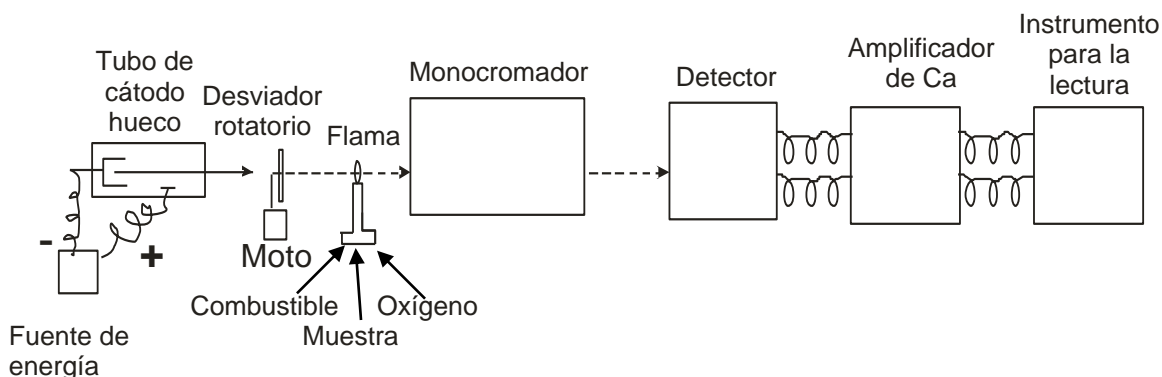 Tubo de
cátodo
hueco
Desviador
rotatorio
Flama
Monocromador
Detector
Amplificador
de Ca
Instrumento
para la
lectura
-
+
Moto
Combustible
Oxígeno
Muestra
Fuente de
energía